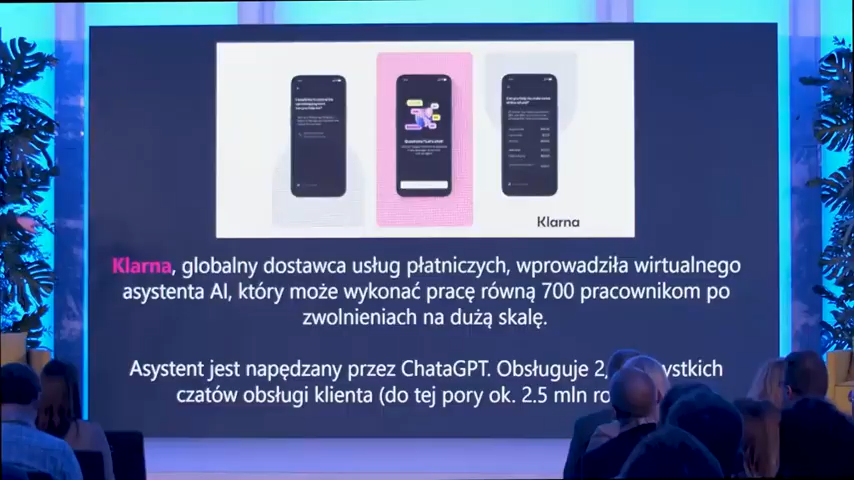 Klarna
Klarna, globalny dostawca usług płatniczych, wprowadziła wirtualnego
asystenta AI, który może wykonać pracę równą 700 pracownikom po
zwolnieniach na dużą skalę.
Asystent jest napędzany przez ChataGPT. Obsługuje
czatów obsługi klienta (do tej pory ok. 2.5 mln